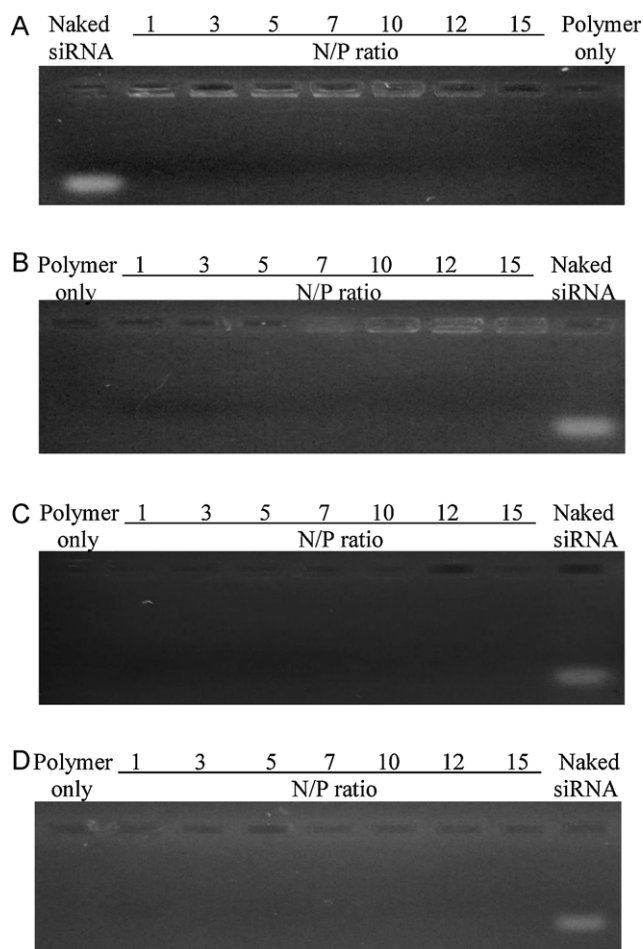 A Naked 1 3 5 7 10 12 15 Polymer
siRNA N/P ratio only
B Polymer 1 3 5 7 10 12 15 Naked
only N/P ratio siRNA
C Polymer 1 3 5 7 10 12 15 Naked
only N/P ratio siRNA
D Polymer 1 3 5 7 10 12 15 Naked
only N/P ratio siRNA